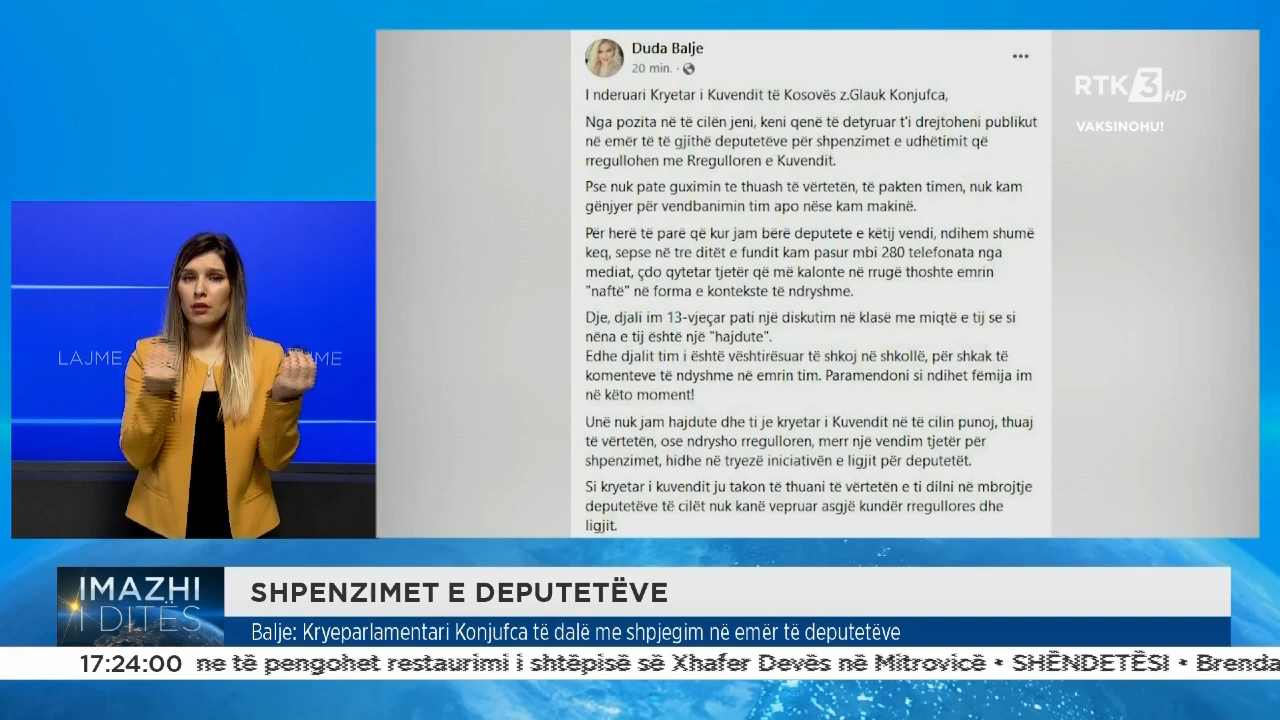 Duda Balje
20 min.
I nderuari Kryetar i Kuvendit të Kosovës z.Glauk Konjufca,
Nga pozita në të cilën jeni, keni qenë të detyruar t'i drejtoheni publikut
në emër të të gjithë deputetëve për shpenzimet e udhëtimit që
rregullohen me Rregulloren e Kuvendit.
Pse nuk pate guximin te thuash të vërtetën, të pakten timen, nuk kam
gënjyer për vendbanimin tim apo nëse kam makinë.
Për herë të parë që kur jam bërë deputete e këtij vendi, ndihem shumë
keq, sepse në tre ditët e fundit kam pasur mbi 280 telefonata nga
mediat, çdo qytetar tjetër që më kalonte në rrugë thoshte emrin
"naftë" në forma e kontekste të ndryshme.
Dje, djali im 13-vjeçar pati një diskutim në klasë me miqtë e tij se si
nëna e tij është një "hajdute".
Edhe djalit tim i është vështirësuar të shkoj në shkollë, për shkak të
komenteve të ndyshme në emrin tim. Paramendoni si ndihet fëmija im
në këto moment!
Unë nuk jam hajdute dhe ti je kryetar i Kuvendit në të cilin punoj, thuaj
të vërtetën, ose ndrysho rregulloren, merr një vendim tjetër për
shpenzimet, hidhe në tryezë iniciativën e ligjit për deputetët.
Si kryetar i kuvendit ju takon të thuani të vërtetën e ti dilni në mbrojtje
deputetëve të cilët nuk kanë vepruar asgjë kundër rregullores dhe
ligjit.
RTK 3 HD
VAKSINOHU!
LAJME
ME
IMAZHI
I DITËS
SHPENZIMET E DEPUTETËVE
Balje: Kryeparlamentari Konjufca të dalë me shpjegim në emër të deputetëve
17:24:00 ne të pengohet restaurimi i shtëpisë së Xhafer Devës në Mitrovicë • SHËNDETËSI • Brenda